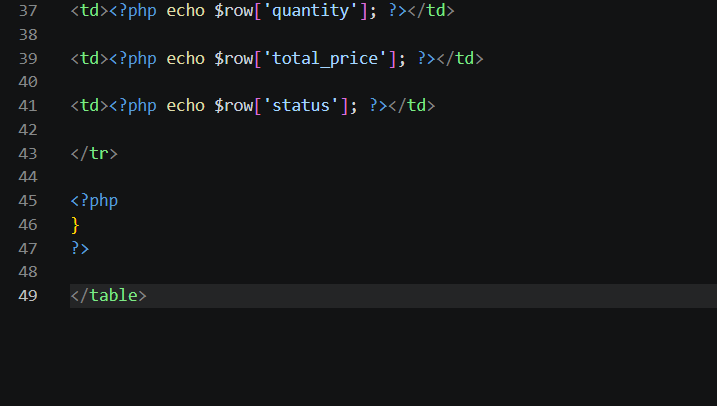 37 <td><?php echo $row['quantity']; ?></td>
38
39 <td><?php echo $row['total_price']; ?></td>
40
41 <td><?php echo $row['status']; ?></td>
42
43 </tr>
44
45 <?php
46 }
47 ?>
48
49 </table>